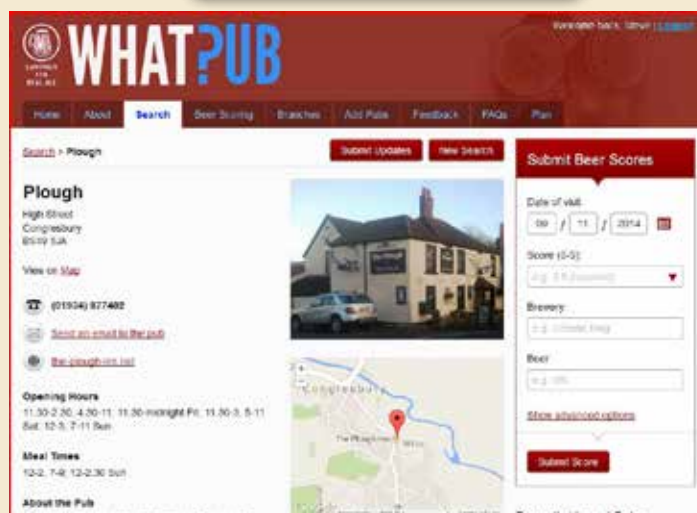 Welcome back, Steve | Logout
CAMPAIGN
FOR
REAL ALE
WHAT?UB
Home About Search Beer Scoring Branches Add Pubs Feedback FAQs Plan
Search > Plough
Submit Updates New Search
Plough
High Street
Congresbury
View on Map
(01934) 877402
Send an email to the pub
the-plough-inn.net
Opening Hours
11.30-2.30, 4.30-11; 11.30-midnight Fri; 11.30-3, 5-11
Sat; 12-3, 7-11 Sun
Meal Times
12-2, 7-9; 12-2.30 Sun
About the Pub
Congresbury
Submit Beer Scores
Date of visit:
09 / 11 / 2014
Score (0-5):
Brewery
Beer
Show advanced options
Submit Score